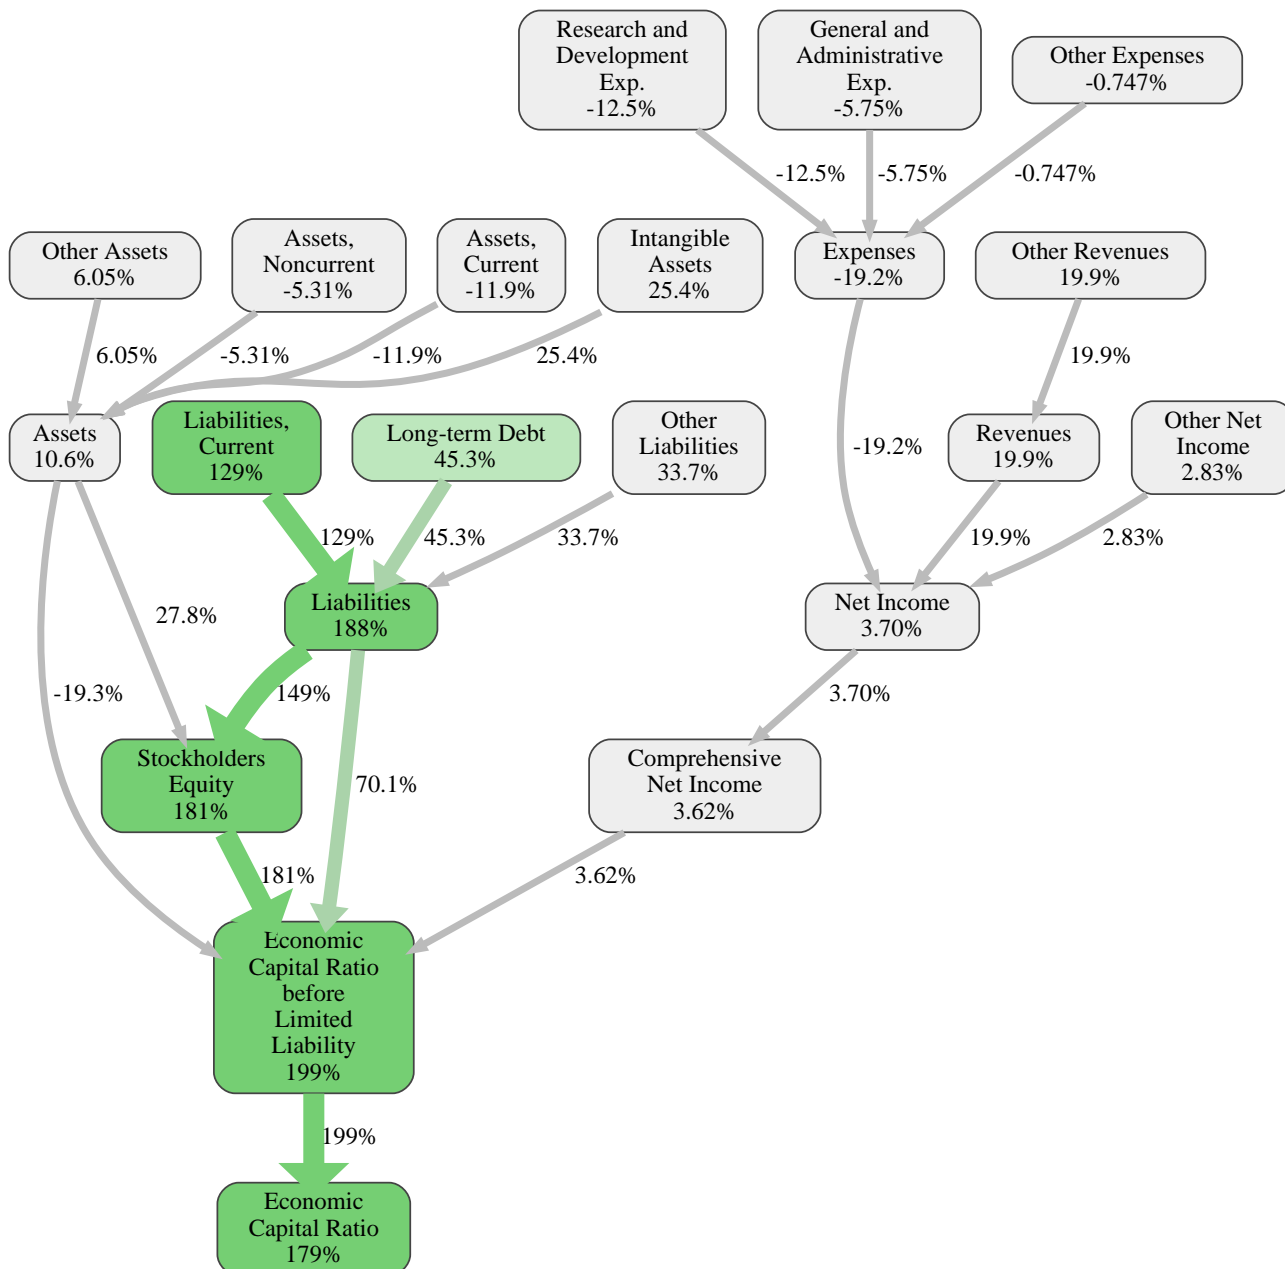 Research and
Development
Exp.
-12.5%
General and
Administrative
Exp.
-5.75%
Other Expenses
-0.747%
-12.5%
-5.75%
-0.747%
Other Assets
6.05%
Assets,
Noncurrent
-5.31%
Assets,
Current
-11.9%
Intangible
Assets
25.4%
Expenses
-19.2%
Other Revenues
19.9%
6.05%
-5.31%
-11.9%
25.4%
19.9%
Assets
10.6%
Liabilities,
Current
129%
Long-term Debt
45.3%
Other
Liabilities
33.7%
-19.2%
Revenues
19.9%
Other Net
Income
2.83%
129%
45.3%
33.7%
19.9%
2.83%
27.8%
Liabilities
188%
Net Income
3.70%
-19.3%
149%
3.70%
Stockholders
Equity
181%
70.1%
Comprehensive
Net Income
3.62%
181%
3.62%
Economic
Capital Ratio
before
Limited
Liability
199%
199%
Economic
Capital Ratio
179%